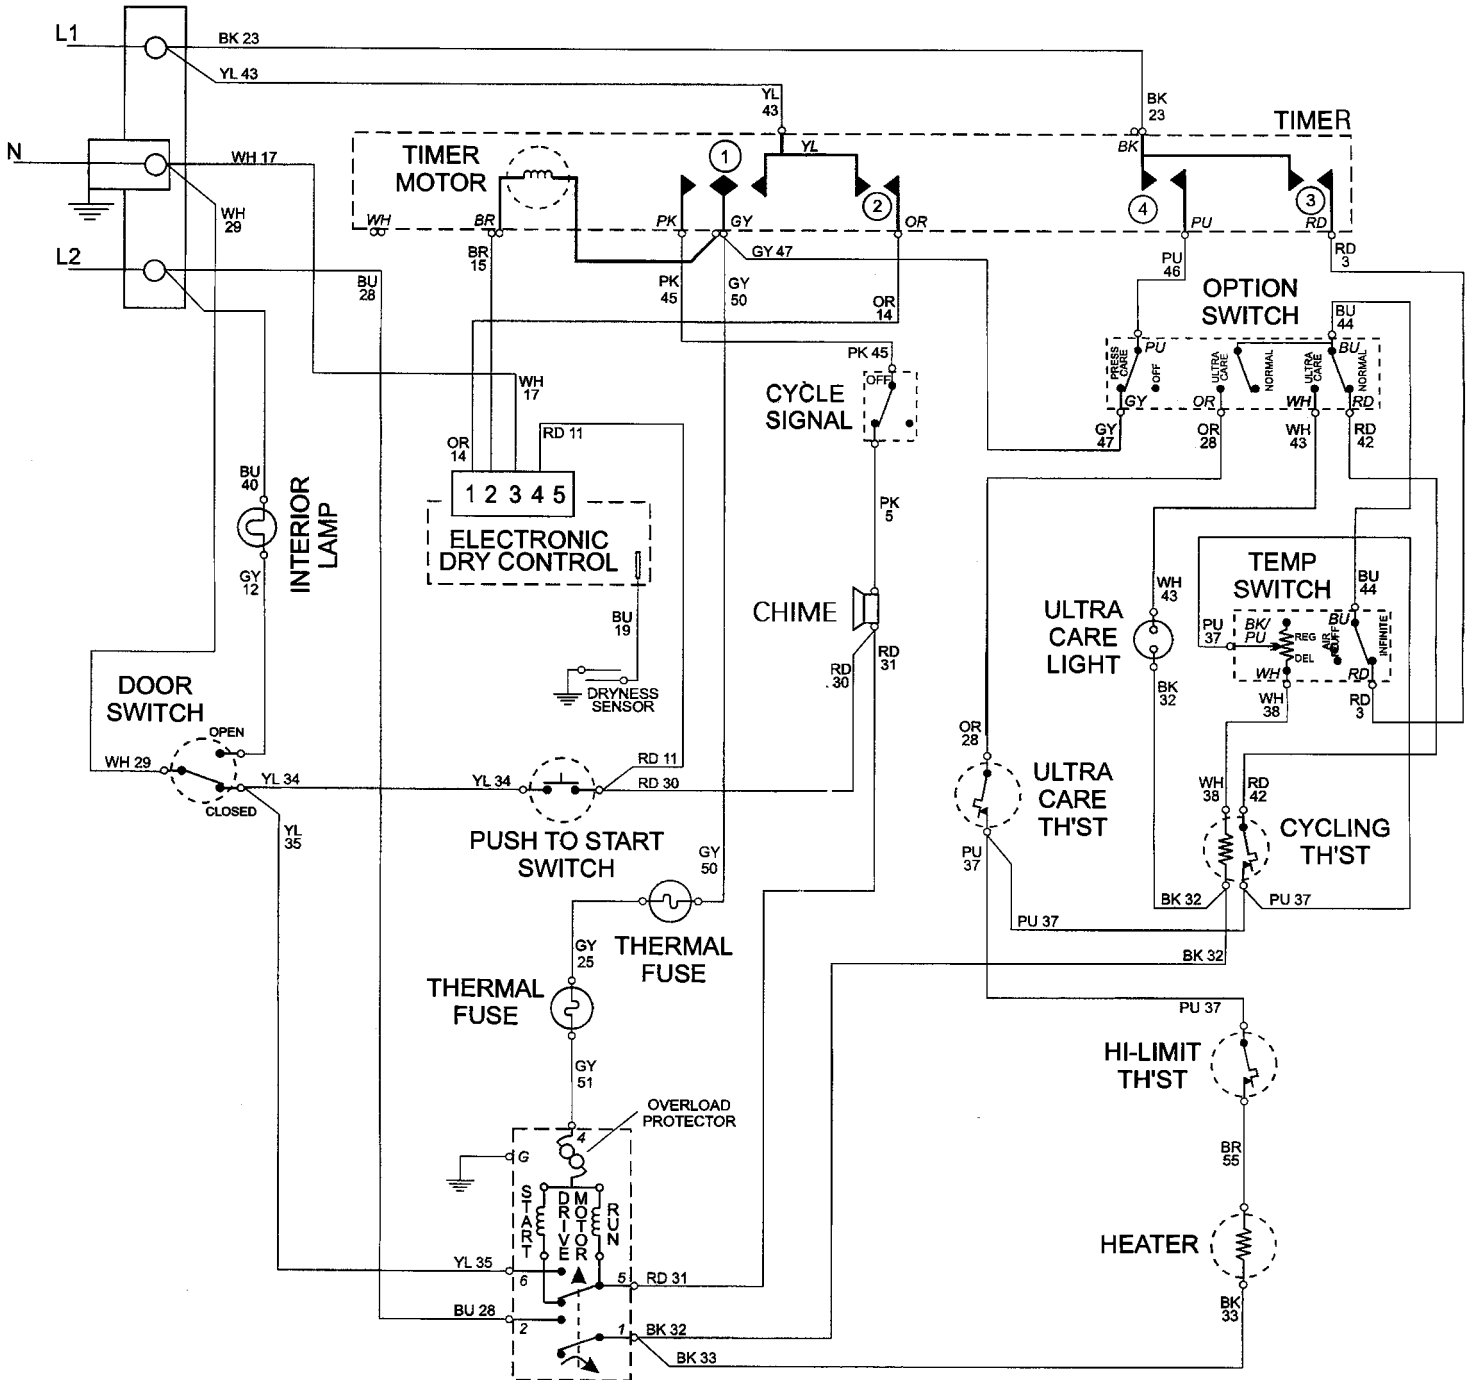 L1
BK 23
YL 43
YL
43
BK
23
TIMER
N
WH 17
TIMER
MOTOR
1
YL
BK
WH
29
2
4
3
WH
BR
PK
GY
OR
PU
RD
L2
BU
28
BR
15
PK
45
GY
50
GY 47
OR
14
PU
46
RD
3
OPTION
SWITCH
BU
44
PK 45
PRESS
CARE
PU
OFF
ULTRA
CARE
NORMAL
ULTRA
CARE
BU
NORMAL
GY
OR
WH
RD
WH
17
CYCLE
SIGNAL
OFF
GY
47
OR
28
WH
43
RD
42
OR
14
RD 11
BU
40
1 2 3 4 5
INTERIOR
LAMP
ELECTRONIC
DRY CONTROL
PK
5
GY
12
BU
19
CHIME
WH
43
TEMP
SWITCH
BU
44
ULTRA
CARE
LIGHT
PU
37
BK/
PU
REG
DEL
AIR
FLUFF
BU
INFINITE
WH
RD
RD
30
RD
31
DRYNESS
SENSOR
BK
32
WH
38
RD
3
DOOR
SWITCH
OPEN
OR
28
WH 29
YL 34
YL 34
RD 11
RD 30
CLOSED
ULTRA
CARE
TH'ST
WH
38
RD
42
YL
35
PUSH TO START
SWITCH
CYCLING
TH'ST
GY
50
PU
37
BK 32
PU 37
THERMAL
FUSE
PU 37
GY
25
BK 32
THERMAL
FUSE
PU 37
HI-LIMIT
TH'ST
GY
51
OVERLOAD
PROTECTOR
4
G
BR
55
START
DRIVE
MOTOR
RUN
HEATER
YL 35
6
5
RD 31
BU 28
2
1
BK 32
BK
33
BK 33